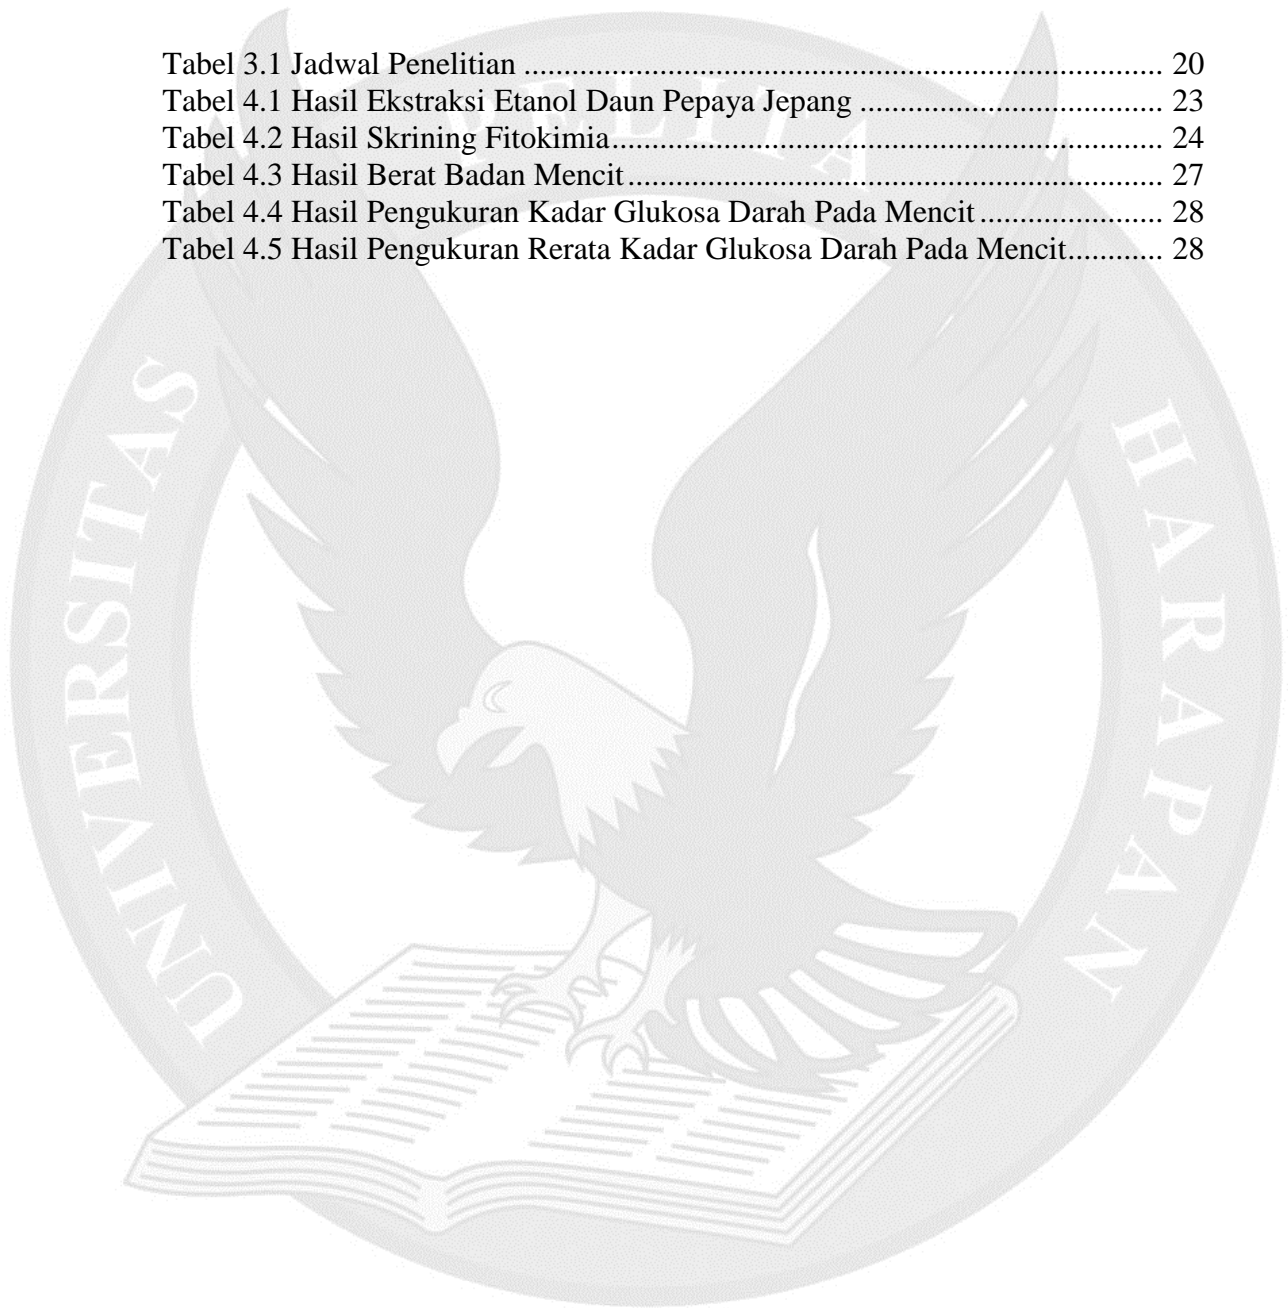 Tabel 3.1 Jadwal Penelitian .................................................................... 20
Tabel 4.1 Hasil Ekstraksi Etanol Daun Pepaya Jepang ................................ 23
Tabel 4.2 Hasil Skrining Fitokimia........................................................... 24
Tabel 4.3 Hasil Berat Badan Mencit ......................................................... 27
Tabel 4.4 Hasil Pengukuran Kadar Glukosa Darah Pada Mencit .................... 28
Tabel 4.5 Hasil Pengukuran Rerata Kadar Glukosa Darah Pada Mencit............ 28
UNIVERSITAS
PELITA
HARAPAN